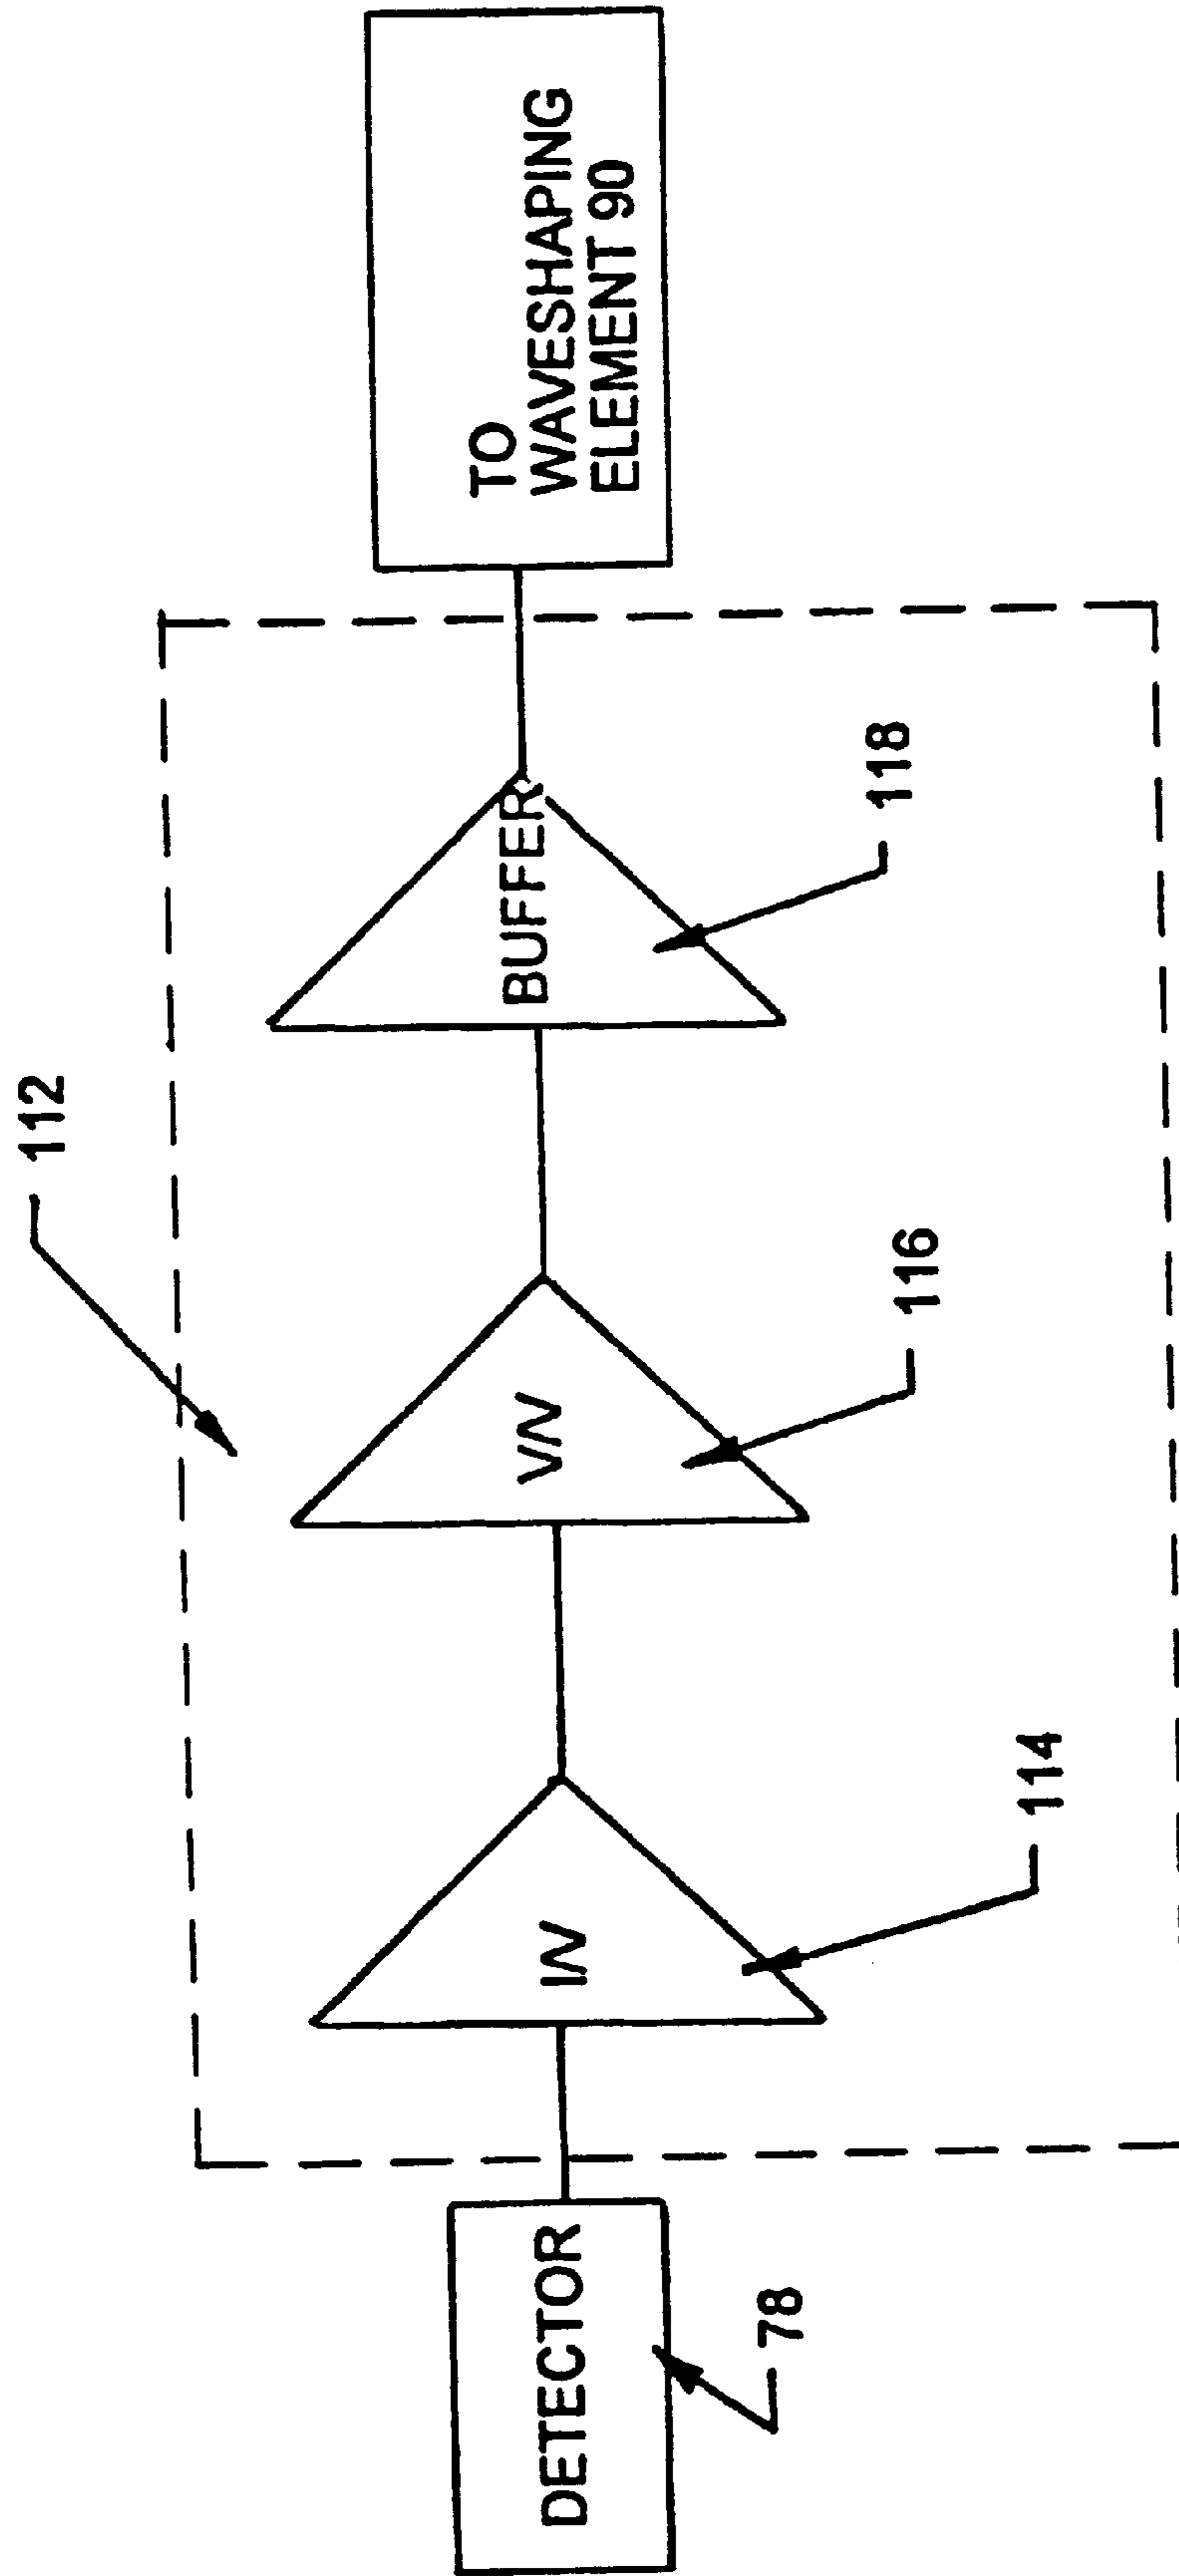 112
DETECTOR
I/V
V/V
BUFFER
TO
WAVESHAPING
ELEMENT 90
78
114
116
118